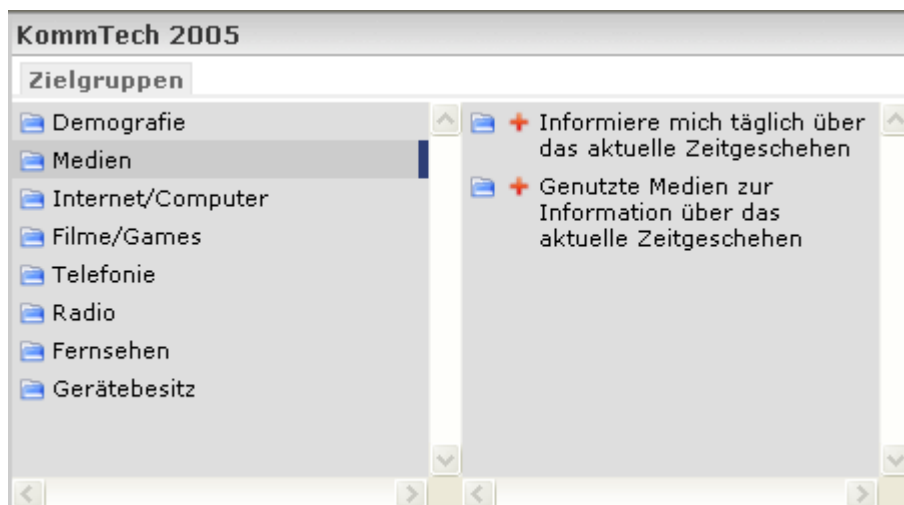 KommTech 2005
Zielgruppen
Demografie
Medien
Internet/Computer
Filme/Games
Telefonie
Radio
Fernsehen
Gerätebesitz
Informiere mich täglich über
das aktuelle Zeitgeschehen
Genutzte Medien zur
Information über das
aktuelle Zeitgeschehen